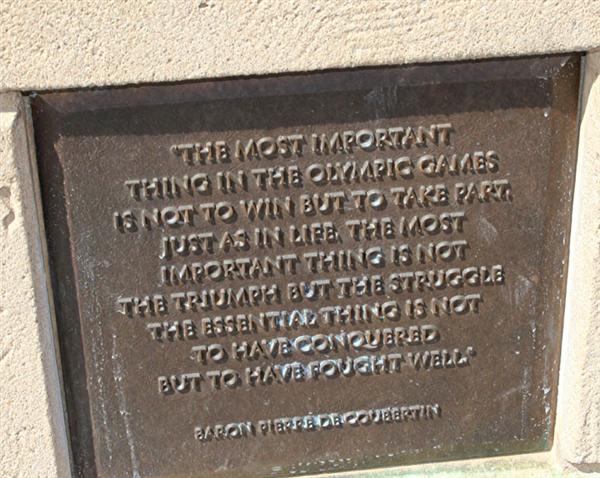 "THE MOST IMPORTANT
THING IN THE OLYMPIC GAMES
IS NOT TO WIN BUT TO TAKE PART,
JUST AS IN LIFE, THE MOST
IMPORTANT THING IS NOT
THE TRIUMPH BUT THE STRUGGLE
THE ESSENTIAL THING IS NOT
TO HAVE CONQUERED
BUT TO HAVE FOUGHT WELL."
BARON PIERRE DE COUBERTIN